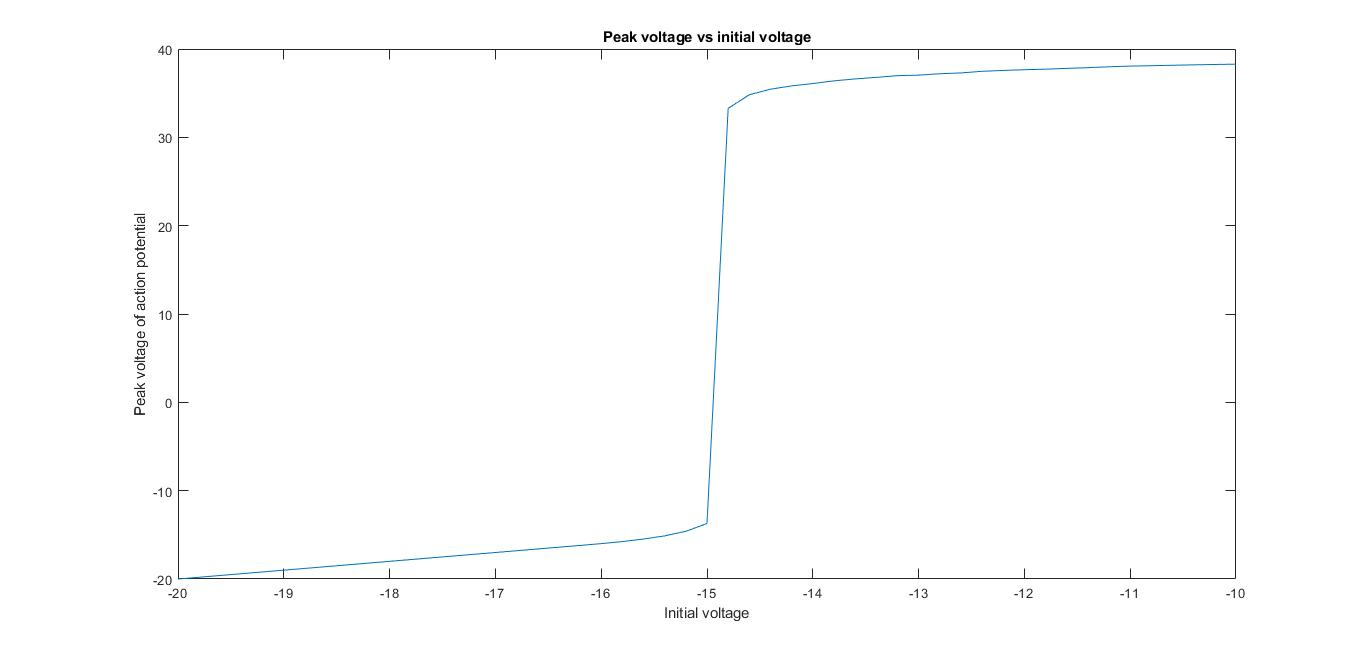 Peak voltage vs initial voltage
40
30
20
10
0
-10
-20
Peak voltage of action potential
-20 -19 -18 -17 -16 -15 -14 -13 -12 -11 -10
Initial voltage